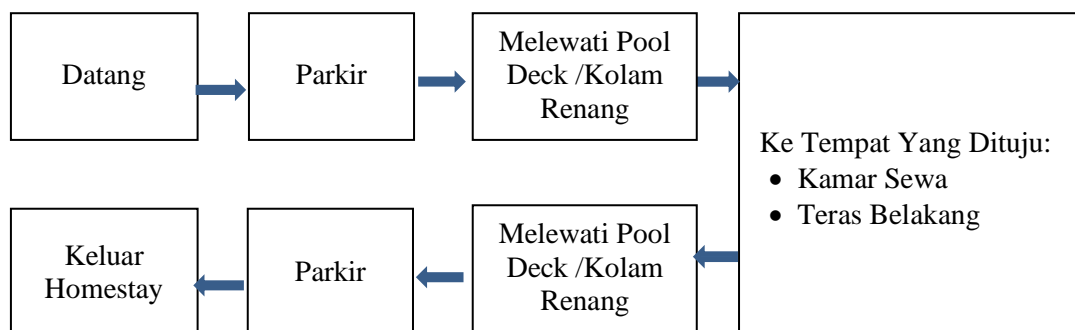 Datang
Parkir
Melewati Pool
Deck /Kolam
Renang
Ke Tempat Yang Dituju:
• Kamar Sewa
• Teras Belakang
Melewati Pool
Deck /Kolam
Renang
Parkir
Keluar
Homestay